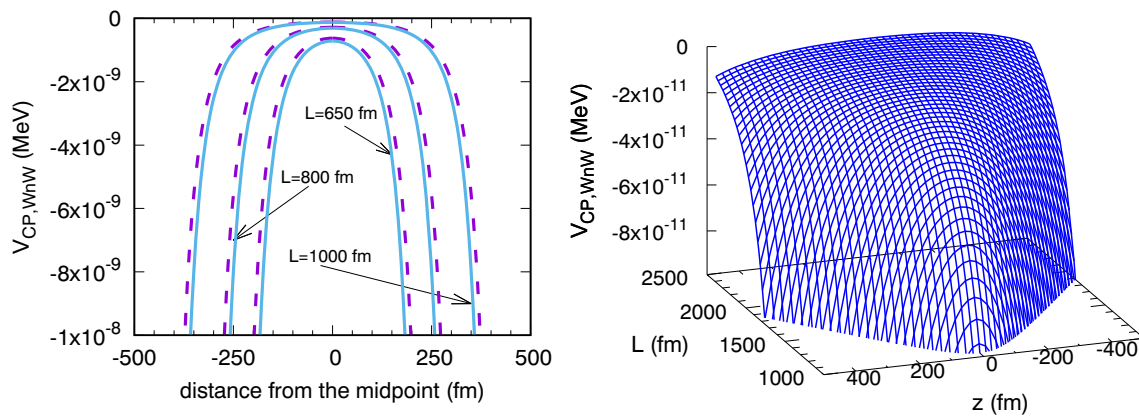 0
-2x10⁻⁹
-4x10⁻⁹
-6x10⁻⁹
-8x10⁻⁹
-1x10⁻⁸
V_CP,WnW (MeV)
L=650 fm
L=800 fm
L=1000 fm
-500 -250 0 250 500
distance from the midpoint (fm)
0
-2x10⁻¹¹
-4x10⁻¹¹
-6x10⁻¹¹
-8x10⁻¹¹
V_CP,WnW (MeV)
2500
2000
1500
1000
L (fm)
400 200 0 -200 -400
z (fm)